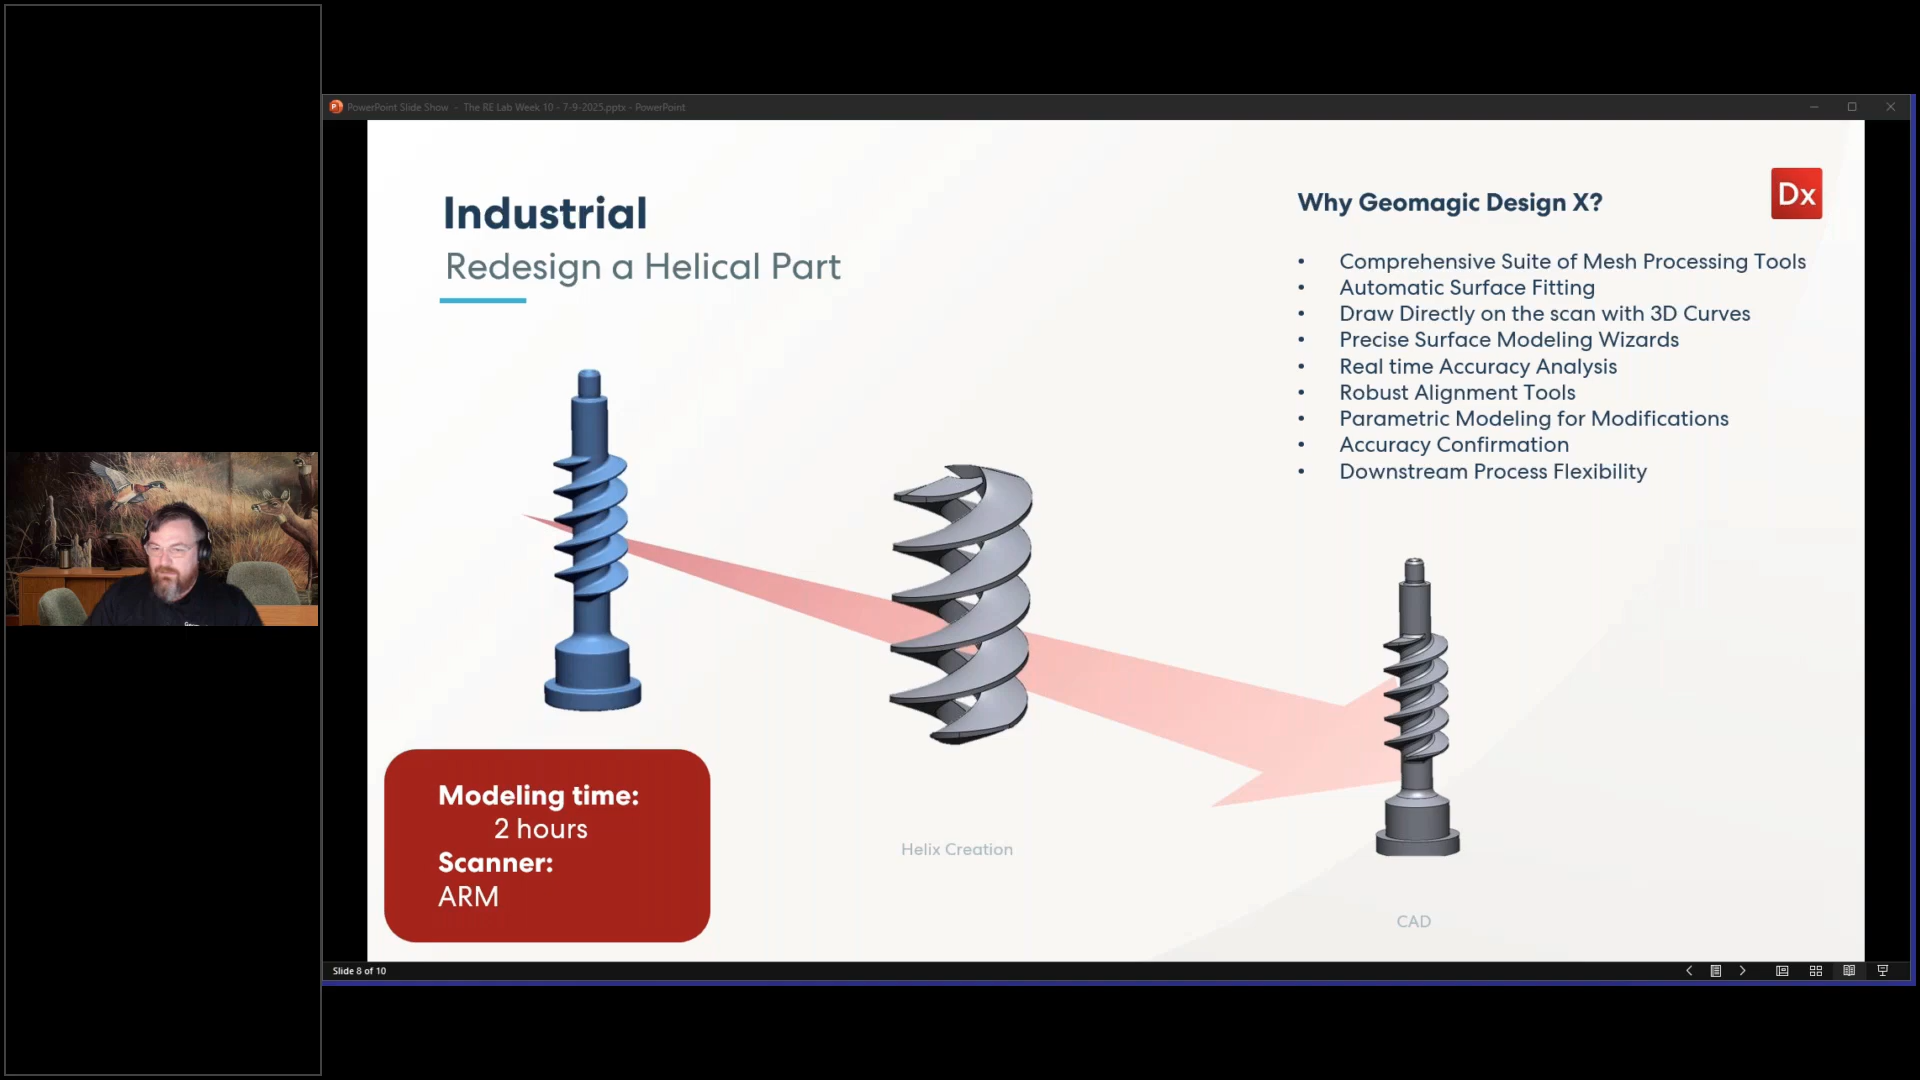 PowerPoint Slide Show - The RE Lab Week 10 - 7-9-2025.pptx - PowerPoint
Industrial
Redesign a Helical Part
Why Geomagic Design X?
Dx
• Comprehensive Suite of Mesh Processing Tools
• Automatic Surface Fitting
• Draw Directly on the scan with 3D Curves
• Precise Surface Modeling Wizards
• Real time Accuracy Analysis
• Robust Alignment Tools
• Parametric Modeling for Modifications
• Accuracy Confirmation
• Downstream Process Flexibility
Modeling time:
2 hours
Scanner:
ARM
Helix Creation
CAD
Slide 8 of 10